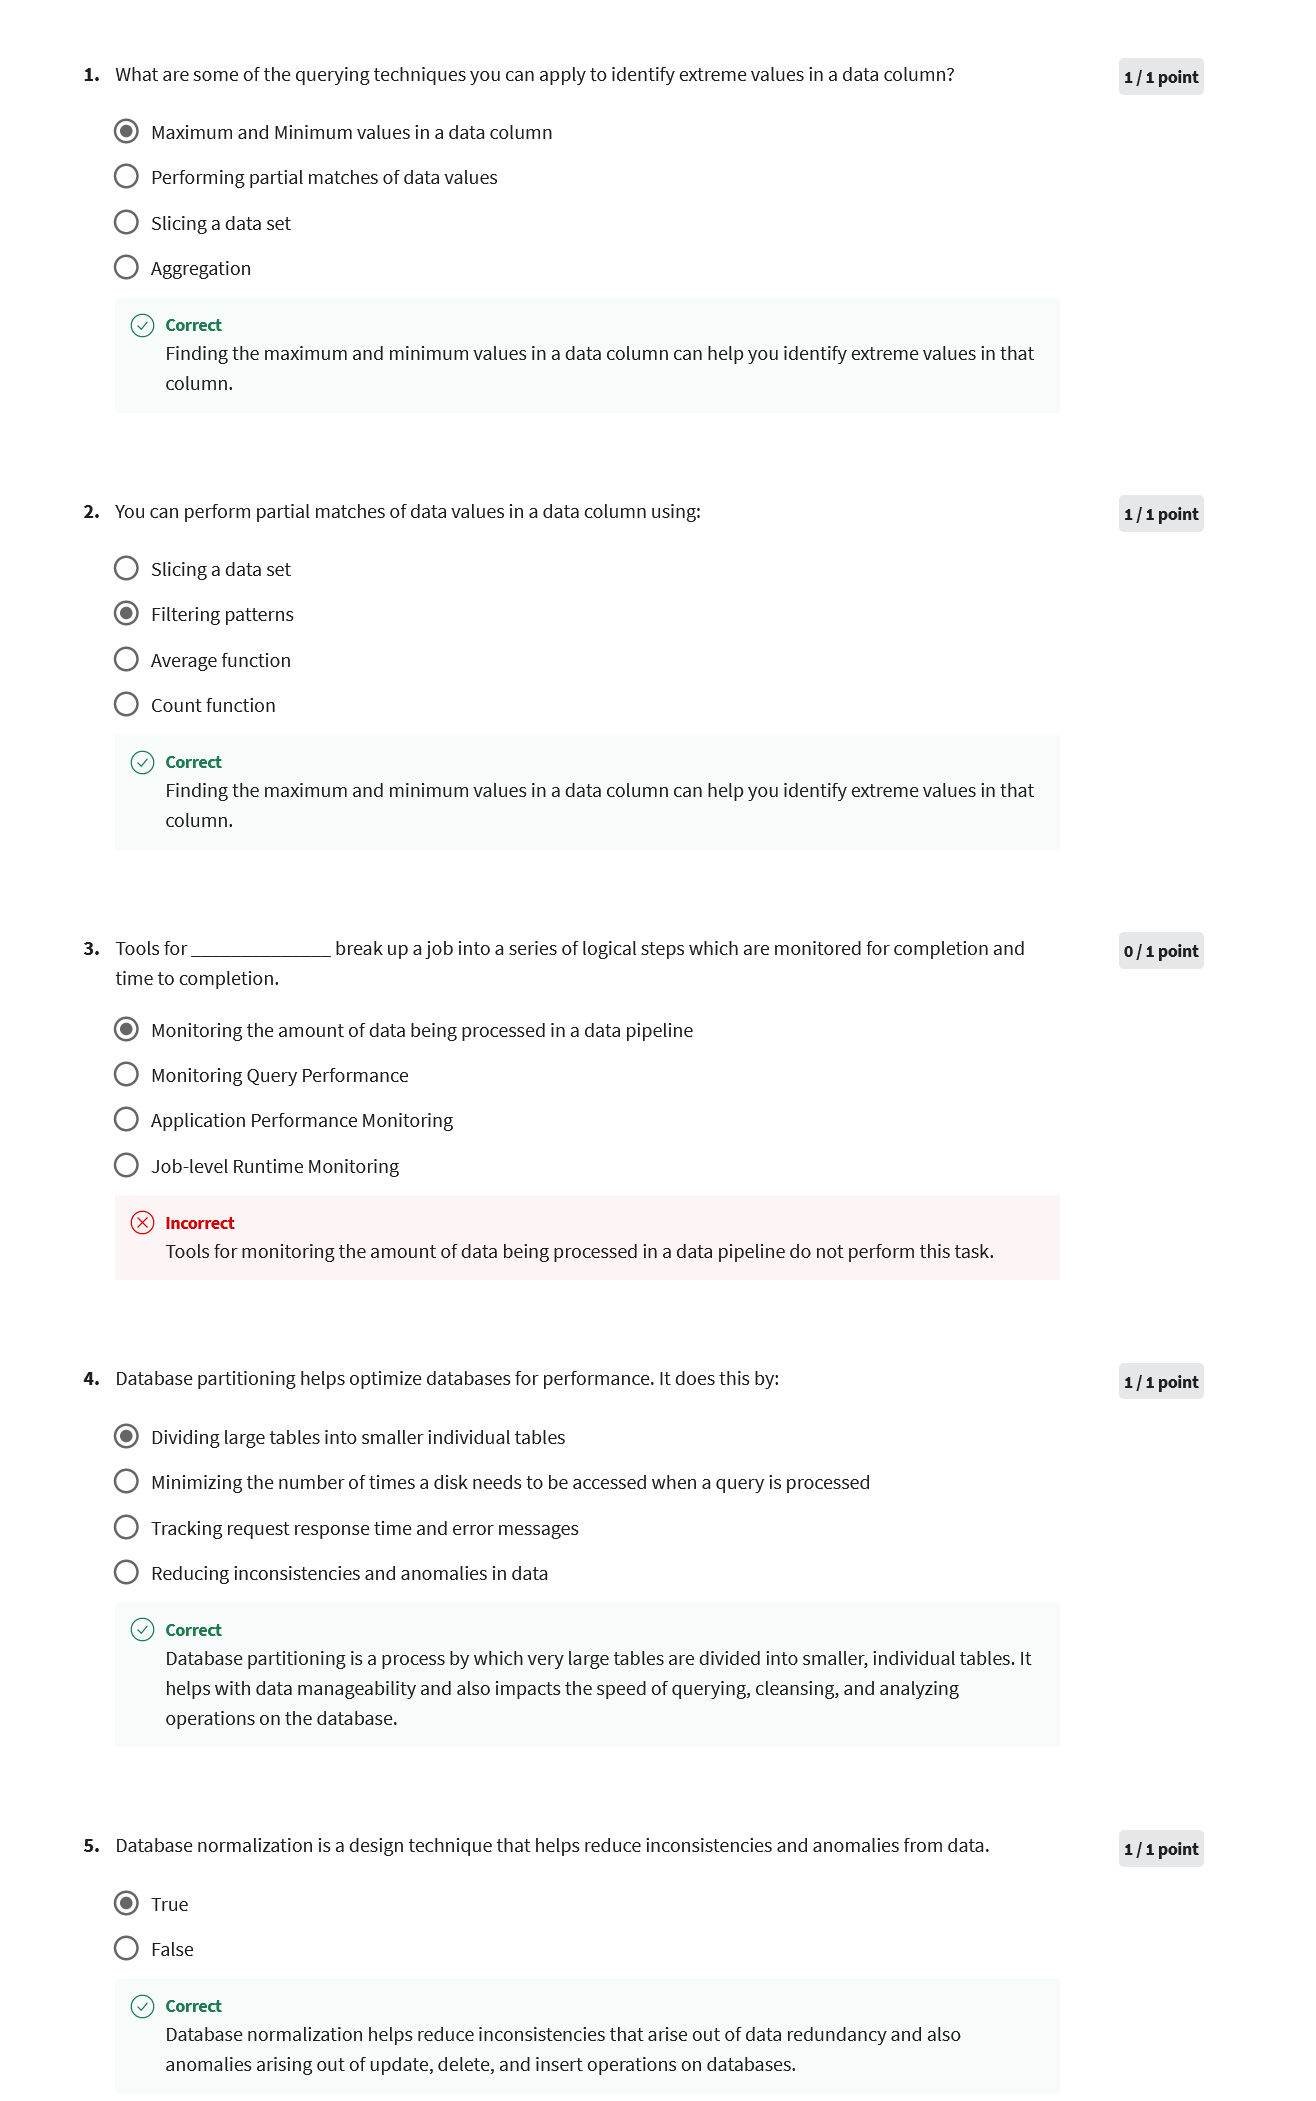 1. What are some of the querying techniques you can apply to identify extreme values in a data column?
1 / 1 point
Maximum and Minimum values in a data column
Performing partial matches of data values
Slicing a data set
Aggregation
Correct
Finding the maximum and minimum values in a data column can help you identify extreme values in that
column.
2. You can perform partial matches of data values in a data column using:
1 / 1 point
Slicing a data set
Filtering patterns
Average function
Count function
Correct
Finding the maximum and minimum values in a data column can help you identify extreme values in that
column.
3. Tools for ______________ break up a job into a series of logical steps which are monitored for completion and
0 / 1 point
time to completion.
Monitoring the amount of data being processed in a data pipeline
Monitoring Query Performance
Application Performance Monitoring
Job-level Runtime Monitoring
Incorrect
Tools for monitoring the amount of data being processed in a data pipeline do not perform this task.
4. Database partitioning helps optimize databases for performance. It does this by:
1 / 1 point
Dividing large tables into smaller individual tables
Minimizing the number of times a disk needs to be accessed when a query is processed
Tracking request response time and error messages
Reducing inconsistencies and anomalies in data
Correct
Database partitioning is a process by which very large tables are divided into smaller, individual tables. It
helps with data manageability and also impacts the speed of querying, cleansing, and analyzing
operations on the database.
5. Database normalization is a design technique that helps reduce inconsistencies and anomalies from data.
1 / 1 point
True
False
Correct
Database normalization helps reduce inconsistencies that arise out of data redundancy and also
anomalies arising out of update, delete, and insert operations on databases.